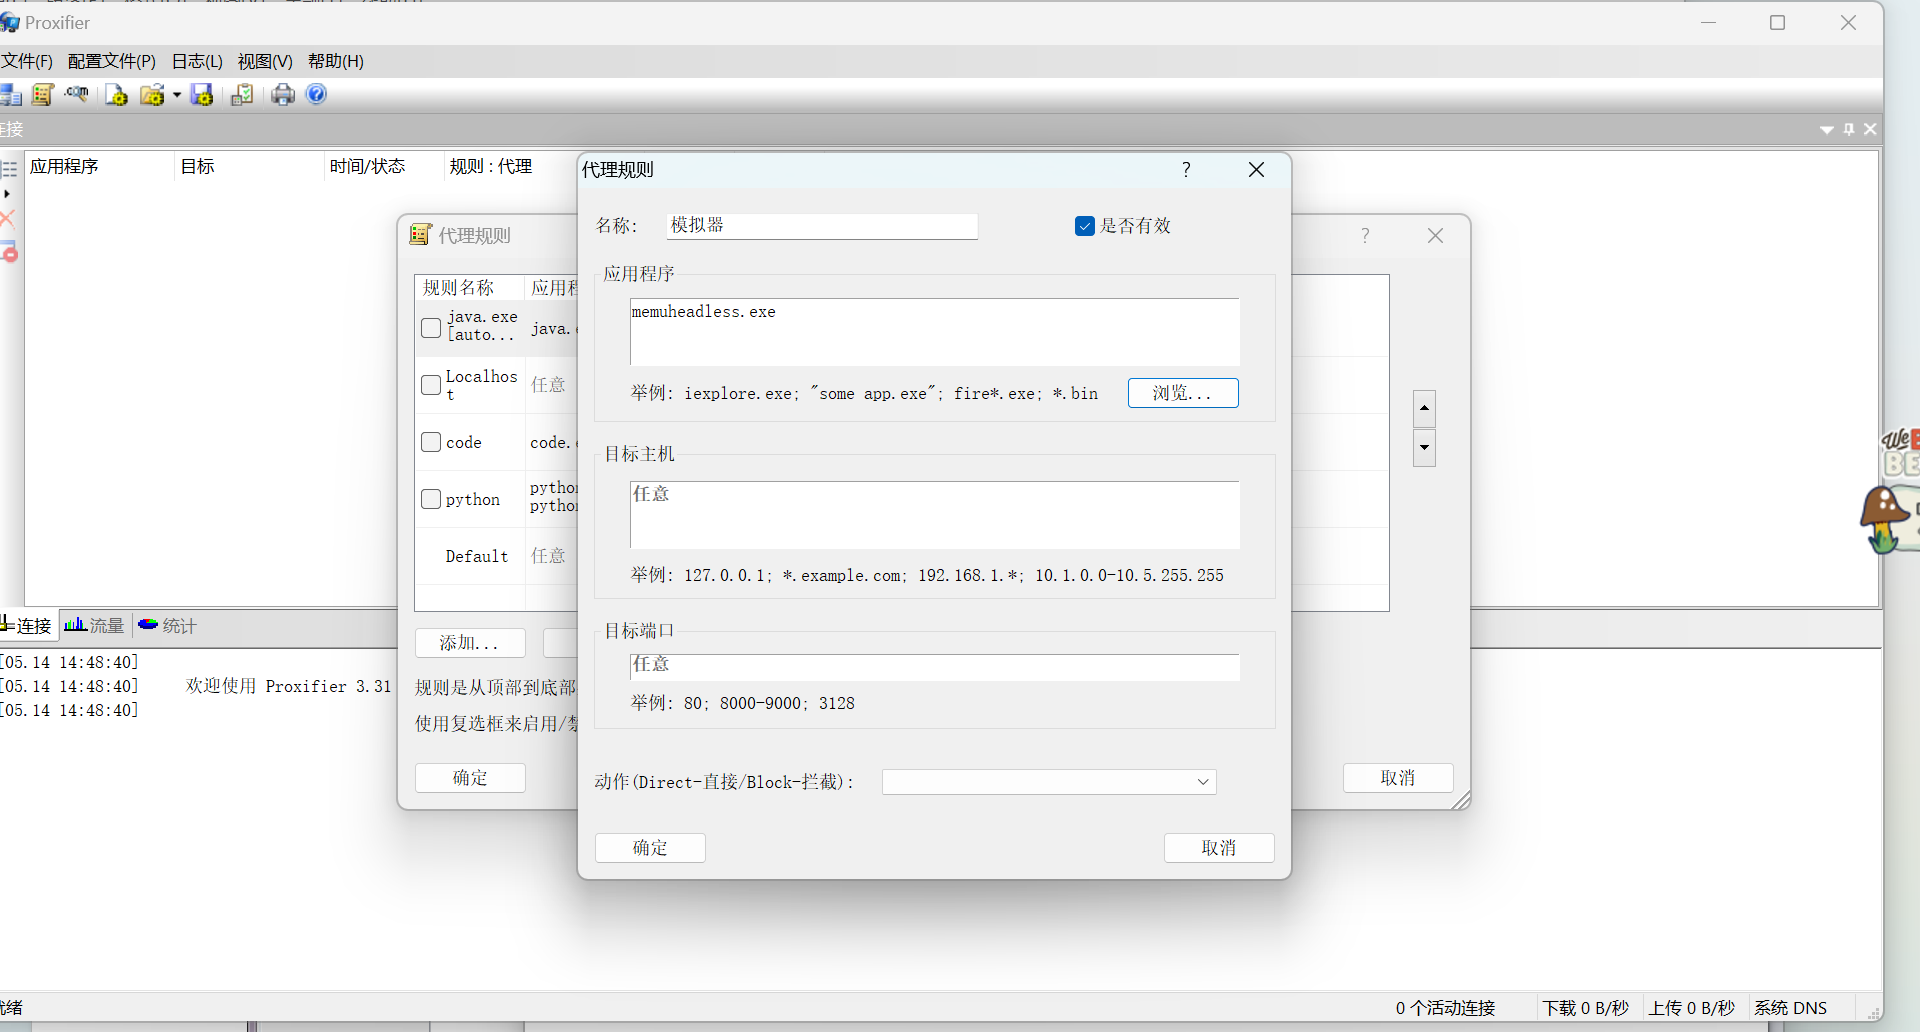 Proxifier
文件(F) 配置文件(P) 日志(L) 视图(V) 帮助(H)
连接
应用程序 目标 时间/状态 规则 : 代理
代理规则
规则名称 应用程
java.exe
[auto... java.e
Localhos
t 任意
code code.e
python
python
python
Default 任意
添加...
规则是从顶部到底部
使用复选框来启用/禁
确定 取消
代理规则
名称: 模拟器 是否有效
应用程序
memuheadless.exe
举例: iexplore.exe; "some app.exe"; fire*.exe; *.bin 浏览...
目标主机
任意
举例: 127.0.0.1; *.example.com; 192.168.1.*; 10.1.0.0-10.5.255.255
目标端口
任意
举例: 80; 8000-9000; 3128
动作(Direct-直接/Block-拦截):
确定 取消
连接 流量 统计
[05.14 14:48:40]
[05.14 14:48:40] 欢迎使用 Proxifier 3.31
[05.14 14:48:40]
就绪 0 个活动连接 下载 0 B/秒 上传 0 B/秒 系统 DNS